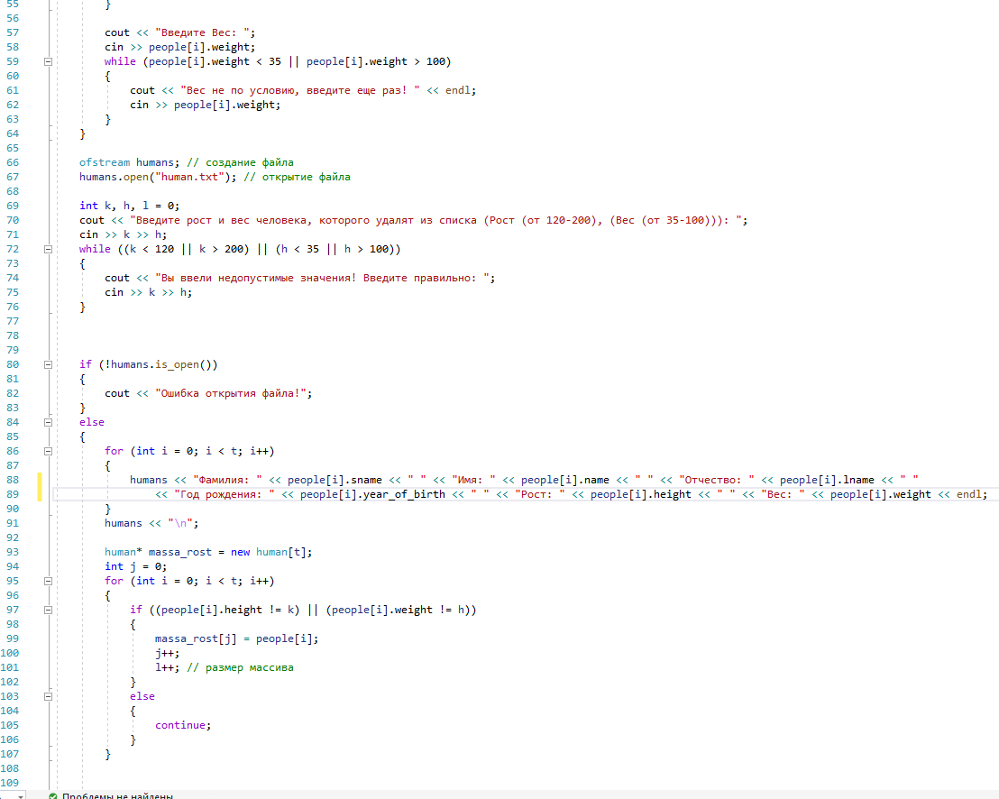 55 }
56
57 cout << "Введите Вес: ";
58 cin >> people[i].weight;
59 while (people[i].weight < 35 || people[i].weight > 100)
60 {
61 cout << "Вес не по условию, введите еще раз! " << endl;
62 cin >> people[i].weight;
63 }
64 }
65
66 ofstream humans; // создание файла
67 humans.open("human.txt"); // открытие файла
68
69 int k, h, l = 0;
70 cout << "Введите рост и вес человека, которого удалят из списка (Рост (от 120-200), (Вес (от 35-100))): ";
71 cin >> k >> h;
72 while ((k < 120 || k > 200) || (h < 35 || h > 100))
73 {
74 cout << "Вы ввели недопустимые значения! Введите правильно: ";
75 cin >> k >> h;
76 }
77
78
79
80 if (!humans.is_open())
81 {
82 cout << "Ошибка открытия файла!";
83 }
84 else
85 {
86 for (int i = 0; i < t; i++)
87 {
88 humans << "Фамилия: " << people[i].sname << " " << "Имя: " << people[i].name << " " << "Отчество: " << people[i].lname << " "
89 << "Год рождения: " << people[i].year_of_birth << " " << "Рост: " << people[i].height << " " << "Вес: " << people[i].weight << endl;
90 }
91 humans << "\n";
92
93 human* massa_rost = new human[t];
94 int j = 0;
95 for (int i = 0; i < t; i++)
96 {
97 if ((people[i].height != k) || (people[i].weight != h))
98 {
99 massa_rost[j] = people[i];
100 j++;
101 l++; // размер массива
102 }
103 else
104 {
105 continue;
106 }
107 }
108
109
Проблемы не найдены